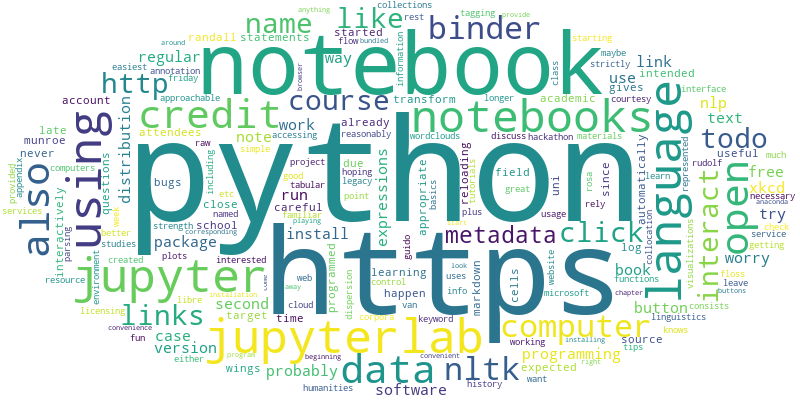 anything
collections
tagging
provide
name
like
around
rest
binder
starting
randall
statements
started
flow
bundled
notebook
information
maybe
strictly
easiest
regular
way
browser
class
link
intended
annotation
friday
http
use
gives
approachable
longer
interface
course
transform
academic
courtesy
account
credit
notebooks
nlp
already
wordclouds
text
late
attendees
work
accessing
reasonably
discuss
hackathon
materials
todo
munroe
distribution
note
raw
simple
due
expressions
appropriate
basics
reloading
tutorials
automatically
language
represented
useful
much
never
appendix
using
python
project
hoping
legacy
bugs
including
good
tabular
field
uni
rosa
learn
rudolf
also
provided
computers
questions
etc
run
point
great
since
free
necessary
anaconda
interactively
parsing
week
better
close
named
familiar
plus
usage
rely
interact
open
xkcd
services
strength
corresponding
careful
metadata
click
collocation
try
check
studies
school
playing
guido
look
website
log
visualizations
service
getting
package
install
https
jupyter
plots
interested
web
learning
uses
cells
book
worry
floss
resource
created
environment
cloud
control
info
markdown
microsoft
functions
leave
buttons
second
programmed
happen
van
chapter
button
consists
links
libre
target
dispersion
corpora
keyword
computer
linguistics
licensing
installation
time
jupyterlab
working
installing
source
knows
convenience
case
fun
version
program
beginning
data
nltk
convenient
programming
tips
either
wings
probably
expected
right
humanities
software
history
want